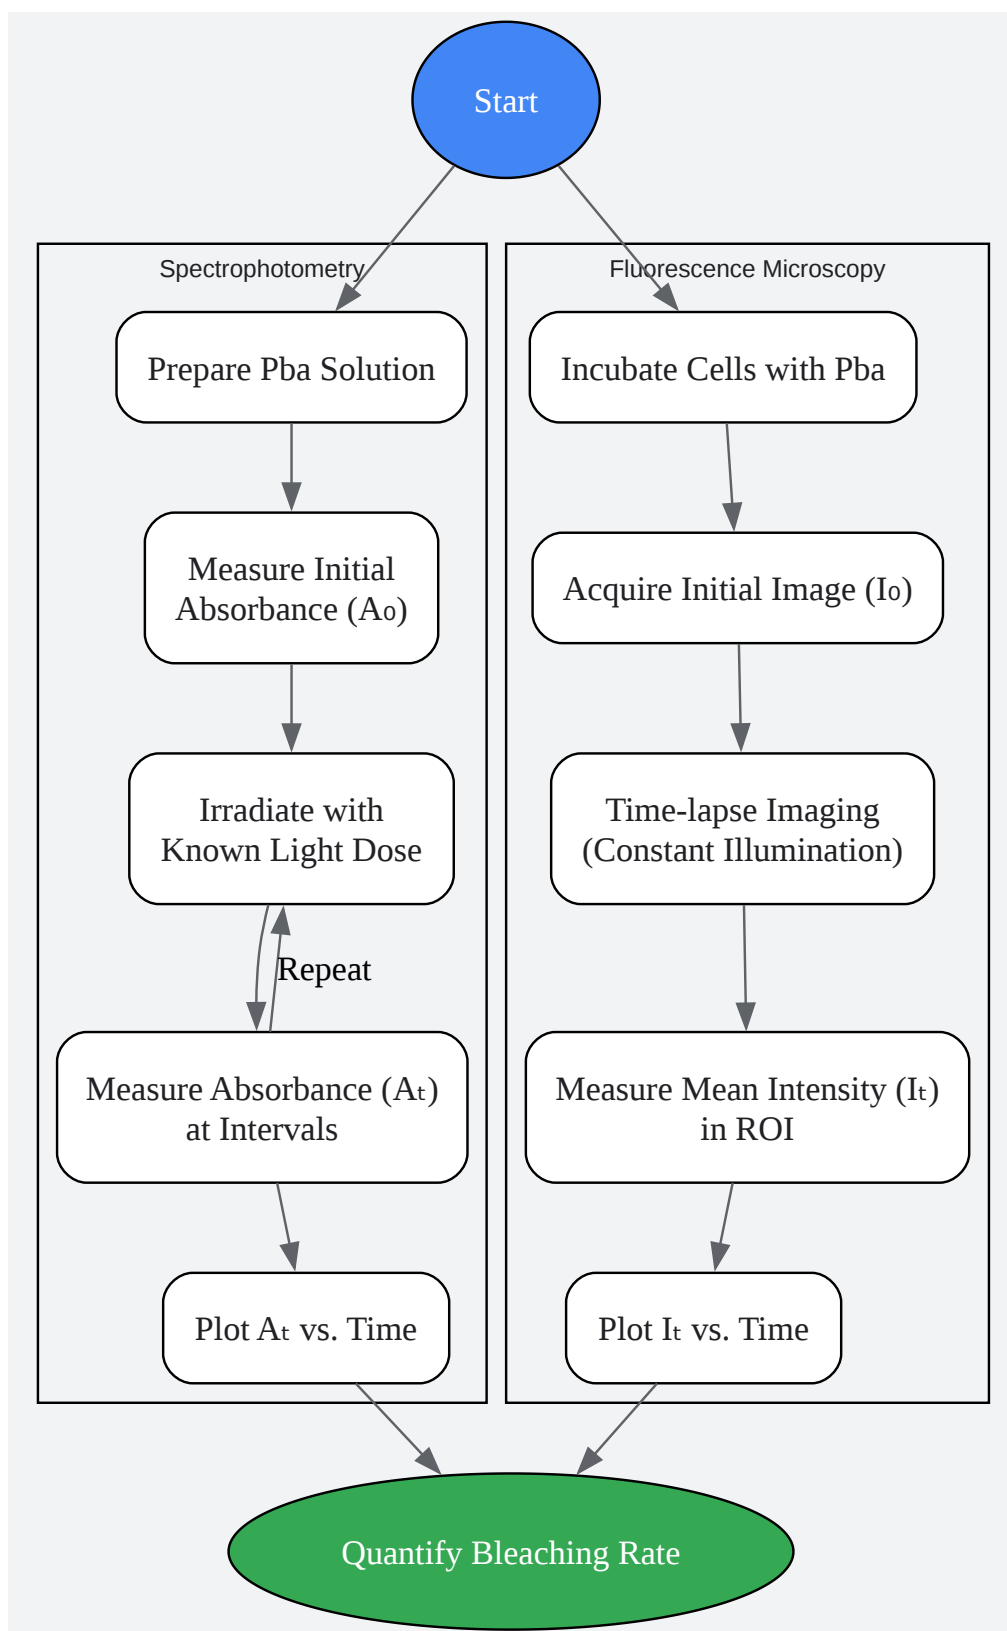 Start
Spectrophotometry
Prepare Pba Solution
Measure Initial
Absorbance (A₀)
Irradiate with
Known Light Dose
Repeat
Measure Absorbance (Aₜ)
at Intervals
Plot Aₜ vs. Time
Fluorescence Microscopy
Incubate Cells with Pba
Acquire Initial Image (I₀)
Time-lapse Imaging
(Constant Illumination)
Measure Mean Intensity (Iₜ)
in ROI
Plot Iₜ vs. Time
Quantify Bleaching Rate